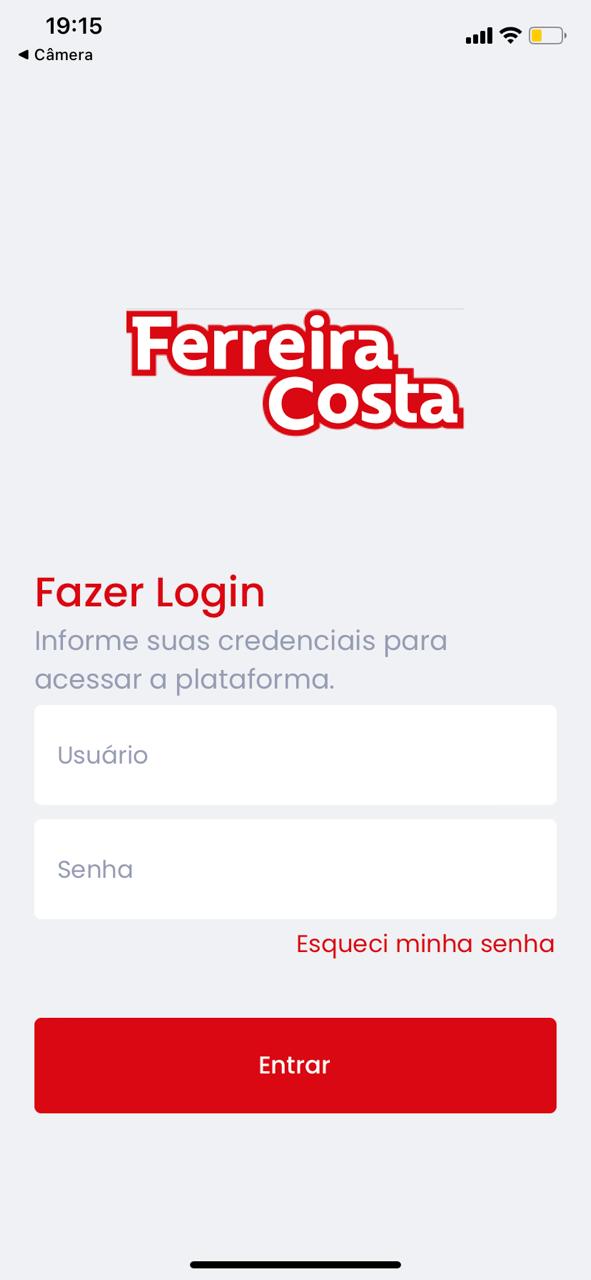 19:15
◀ Câmera
Ferreira
Costa
Fazer Login
Informe suas credenciais para
acessar a plataforma.
Usuário
Senha
Esqueci minha senha
Entrar